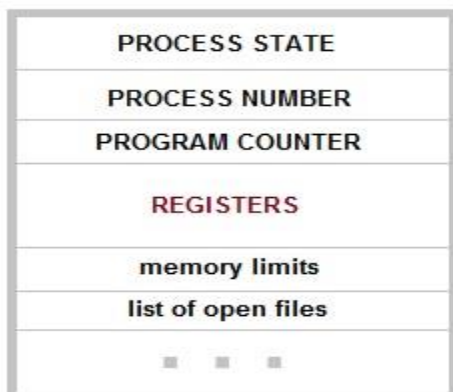 PROCESS STATE
PROCESS NUMBER
PROGRAM COUNTER
REGISTERS
memory limits
list of open files